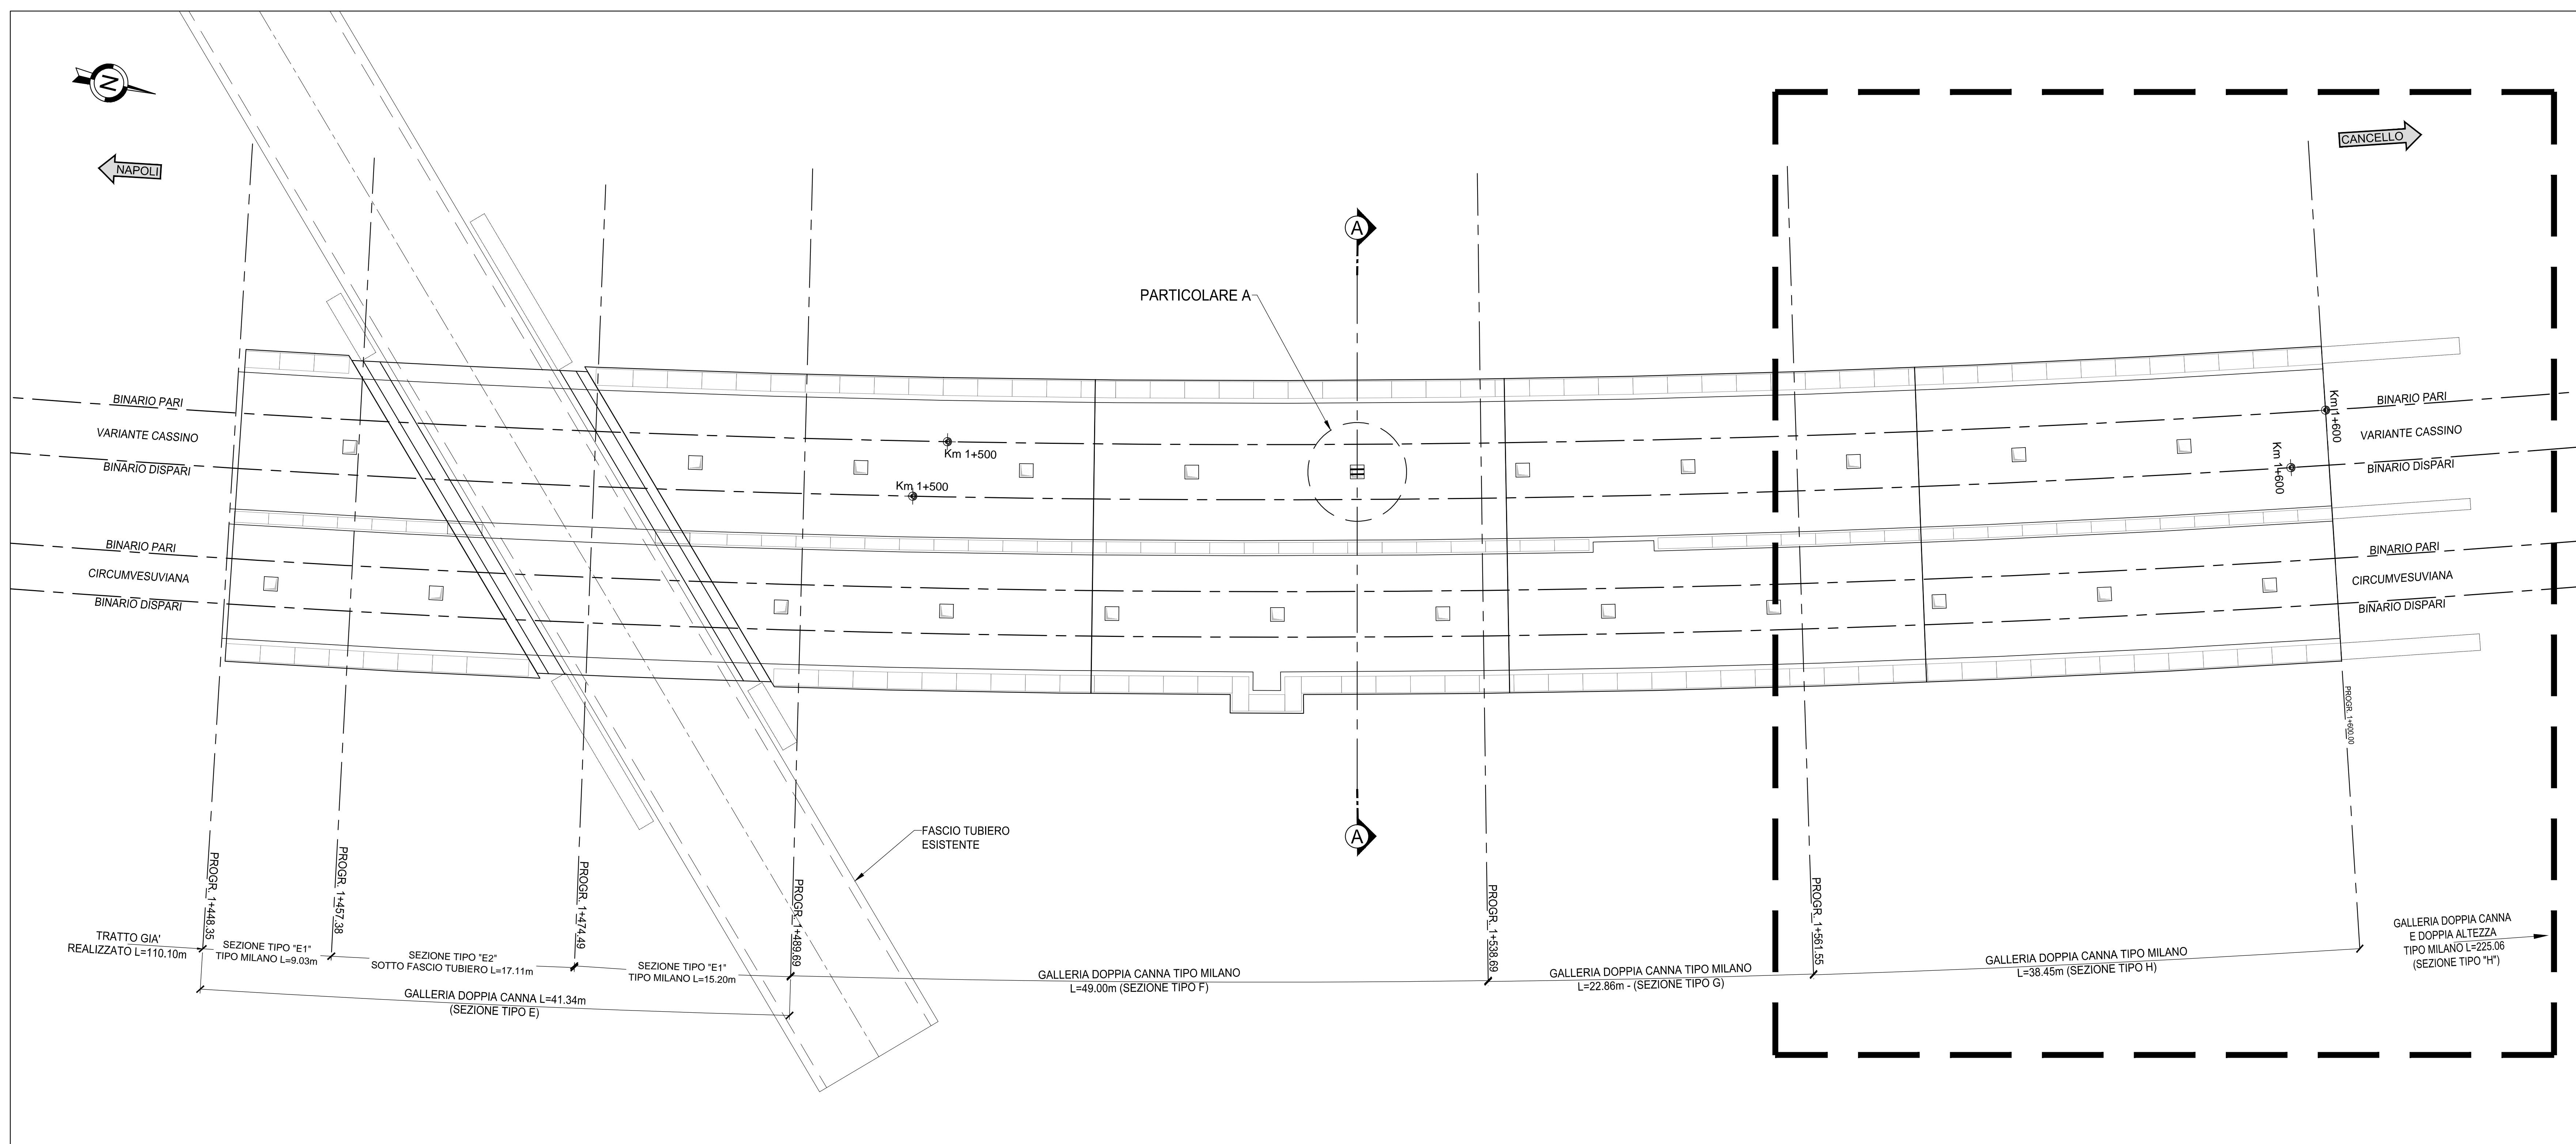 N
NAPOLI
CANCELLO
A
PARTICOLARE A
BINARIO PARI
VARIANTE CASSINO
BINARIO DISPARI
BINARIO PARI
CIRCUMVESUVIANA
BINARIO DISPARI
Km 1+500
Km 1+500
Km 1+600
Km 1+600
BINARIO PARI
VARIANTE CASSINO
BINARIO DISPARI
BINARIO PARI
CIRCUMVESUVIANA
BINARIO DISPARI
PROGR. 1+600.00
FASCIO TUBIERO
ESISTENTE
A
PROGR. 1+448.35
PROGR. 1+457.38
PROGR. 1+474.49
PROGR. 1+489.69
PROGR. 1+538.69
PROGR. 1+561.55
TRATTO GIA'
REALIZZATO L=110.10m
SEZIONE TIPO "E1"
TIPO MILANO L=9.03m
SEZIONE TIPO "E2"
SOTTO FASCIO TUBIERO L=17.11m
SEZIONE TIPO "E1"
TIPO MILANO L=15.20m
GALLERIA DOPPIA CANNA L=41.34m
(SEZIONE TIPO E)
GALLERIA DOPPIA CANNA TIPO MILANO
L=49.00m (SEZIONE TIPO F)
GALLERIA DOPPIA CANNA TIPO MILANO
L=22.86m - (SEZIONE TIPO G)
GALLERIA DOPPIA CANNA TIPO MILANO
L=38.45m (SEZIONE TIPO H)
GALLERIA DOPPIA CANNA
E DOPPIA ALTEZZA
TIPO MILANO L=225.06
(SEZIONE TIPO "H")